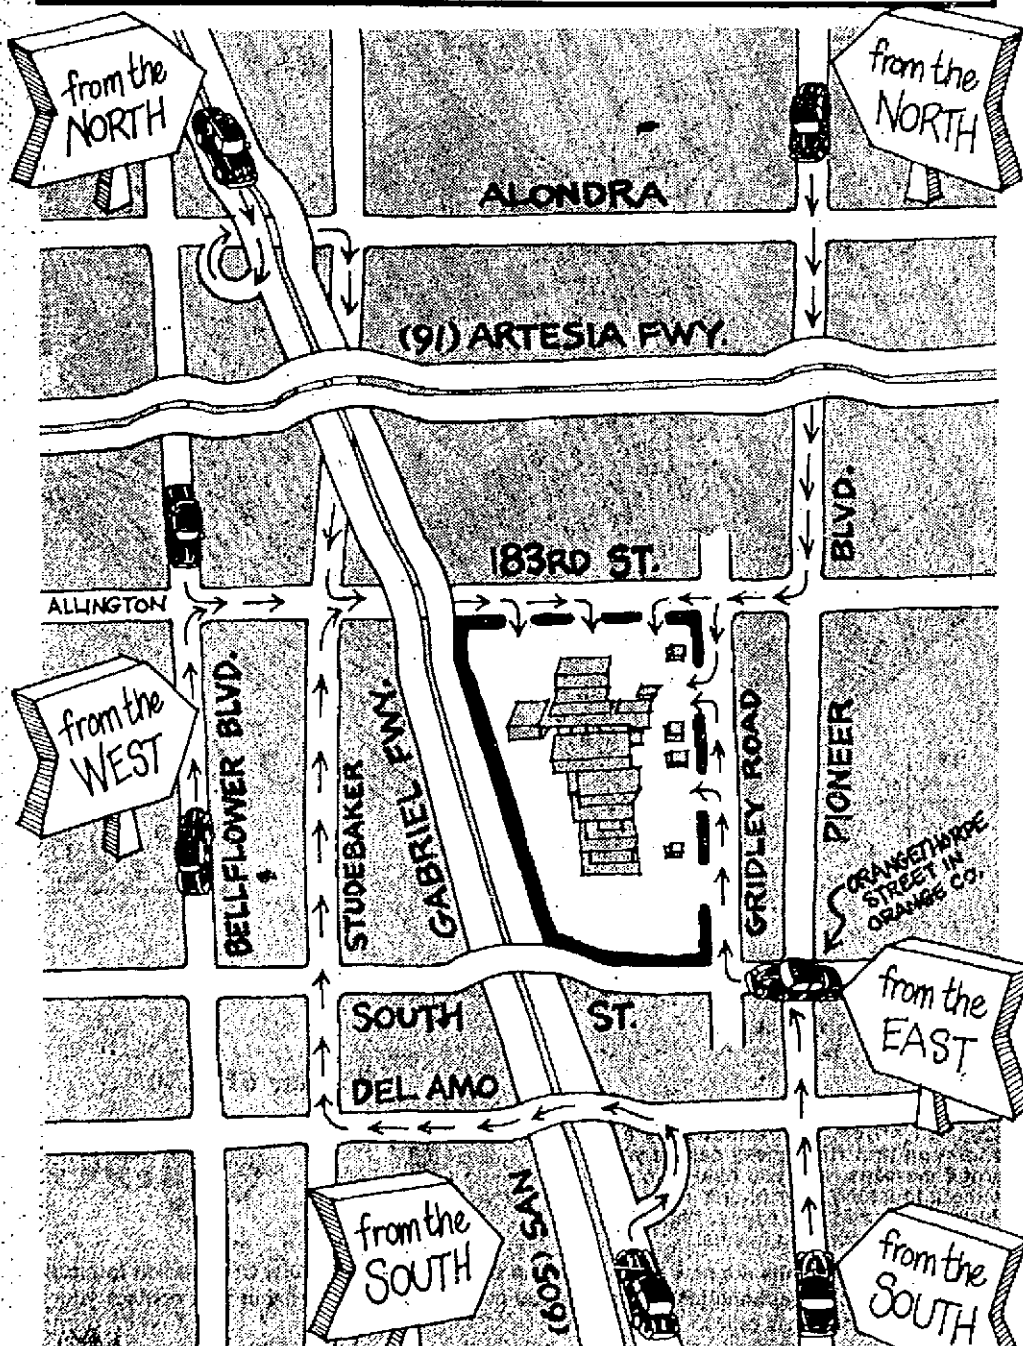 from the
NORTH
from the
NORTH
ALONDRA
(91) ARTESIA FWY.
BLVD.
183RD ST.
ALLINGTON
from the
WEST
BELLFLOWER BLVD.
STUDEBAKER
GABRIEL FWY.
GRIDLEY ROAD
PIONEER
ORANGETHORPE
STREET IN
ORANGE CO.
from the
EAST
SOUTH ST.
DEL AMO
from the
SOUTH
(605) SAN
from the
SOUTH